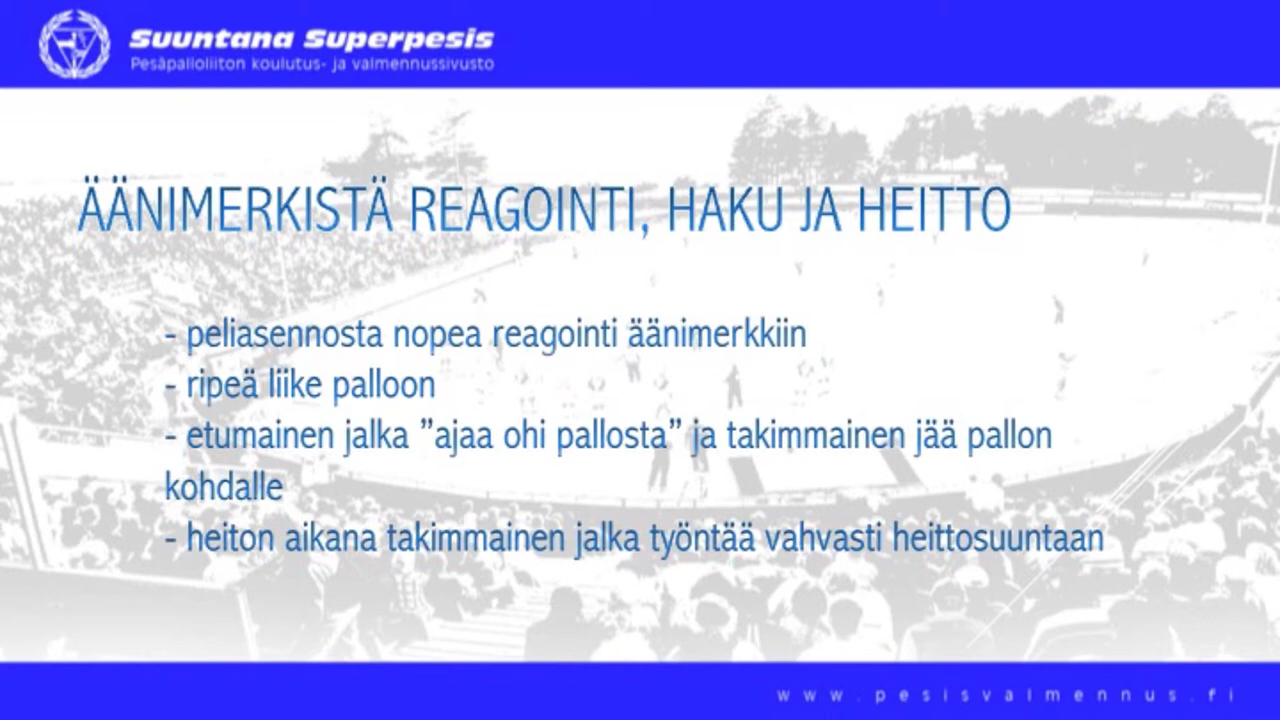 Suuntana Superpesis
Pesäpalloliiton koulutus- ja valmennussivusto
ÄÄNIMERKISTÄ REAGOINTI, HAKU JA HEITTO
- peliasennosta nopea reagointi äänimerkkiin
- ripeä liike palloon
- etumainen jalka ”ajaa ohi pallosta” ja takimmainen jää pallon
kohdalle
- heiton aikana takimmainen jalka työntää vahvasti heittosuuntaan
www.pesisvalmennus.fi